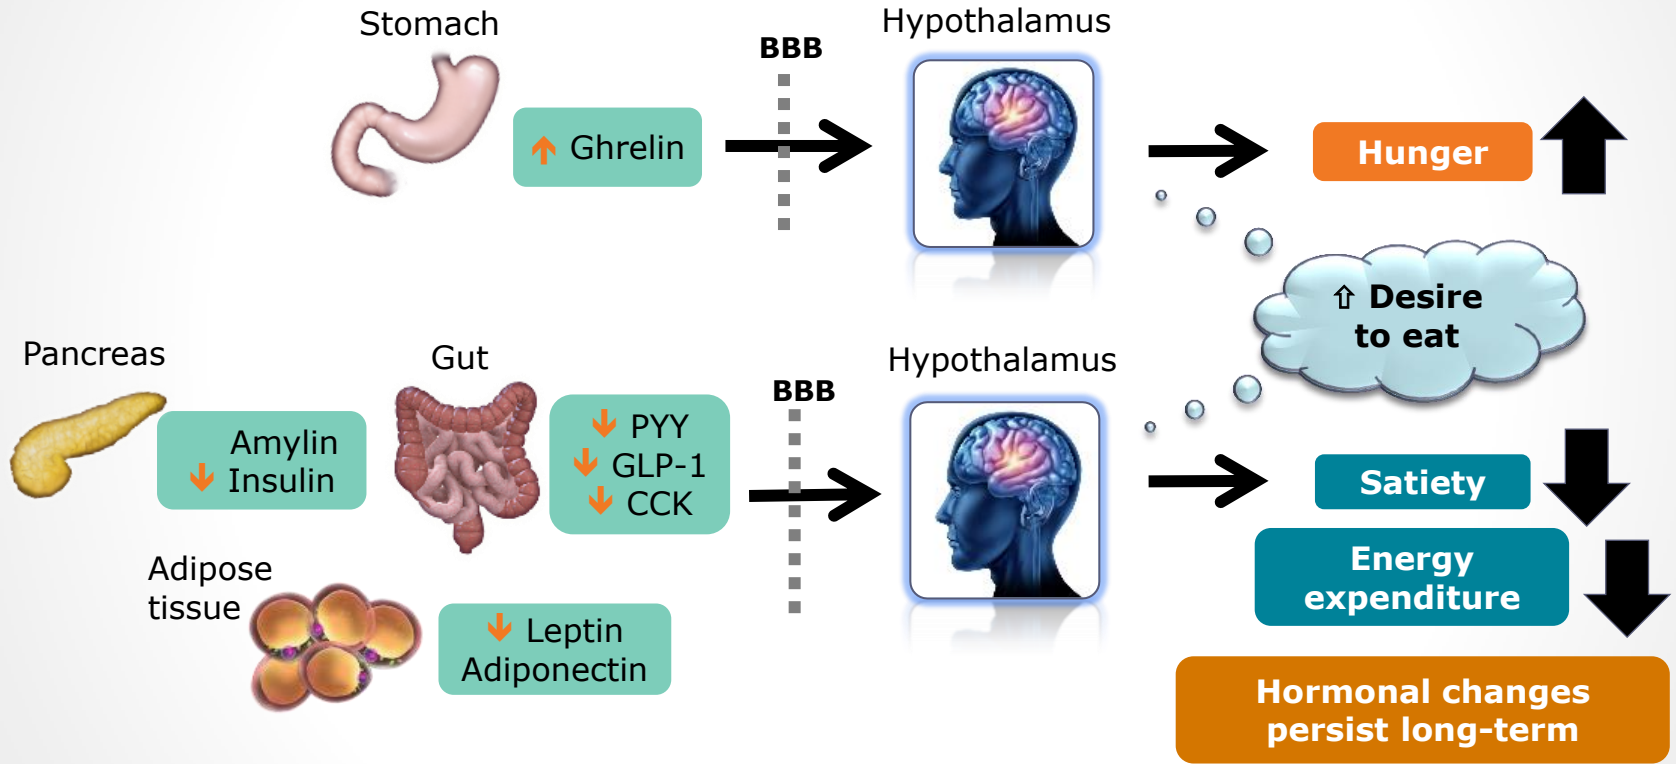 Stomach
BBB
Hypothalamus
↑ Ghrelin
Hunger
⇧ Desire
to eat
Pancreas
Gut
BBB
Hypothalamus
Amylin
↓ Insulin
↓ PYY
↓ GLP-1
↓ CCK
Satiety
Energy
expenditure
Adipose
tissue
↓ Leptin
Adiponectin
Hormonal changes
persist long-term